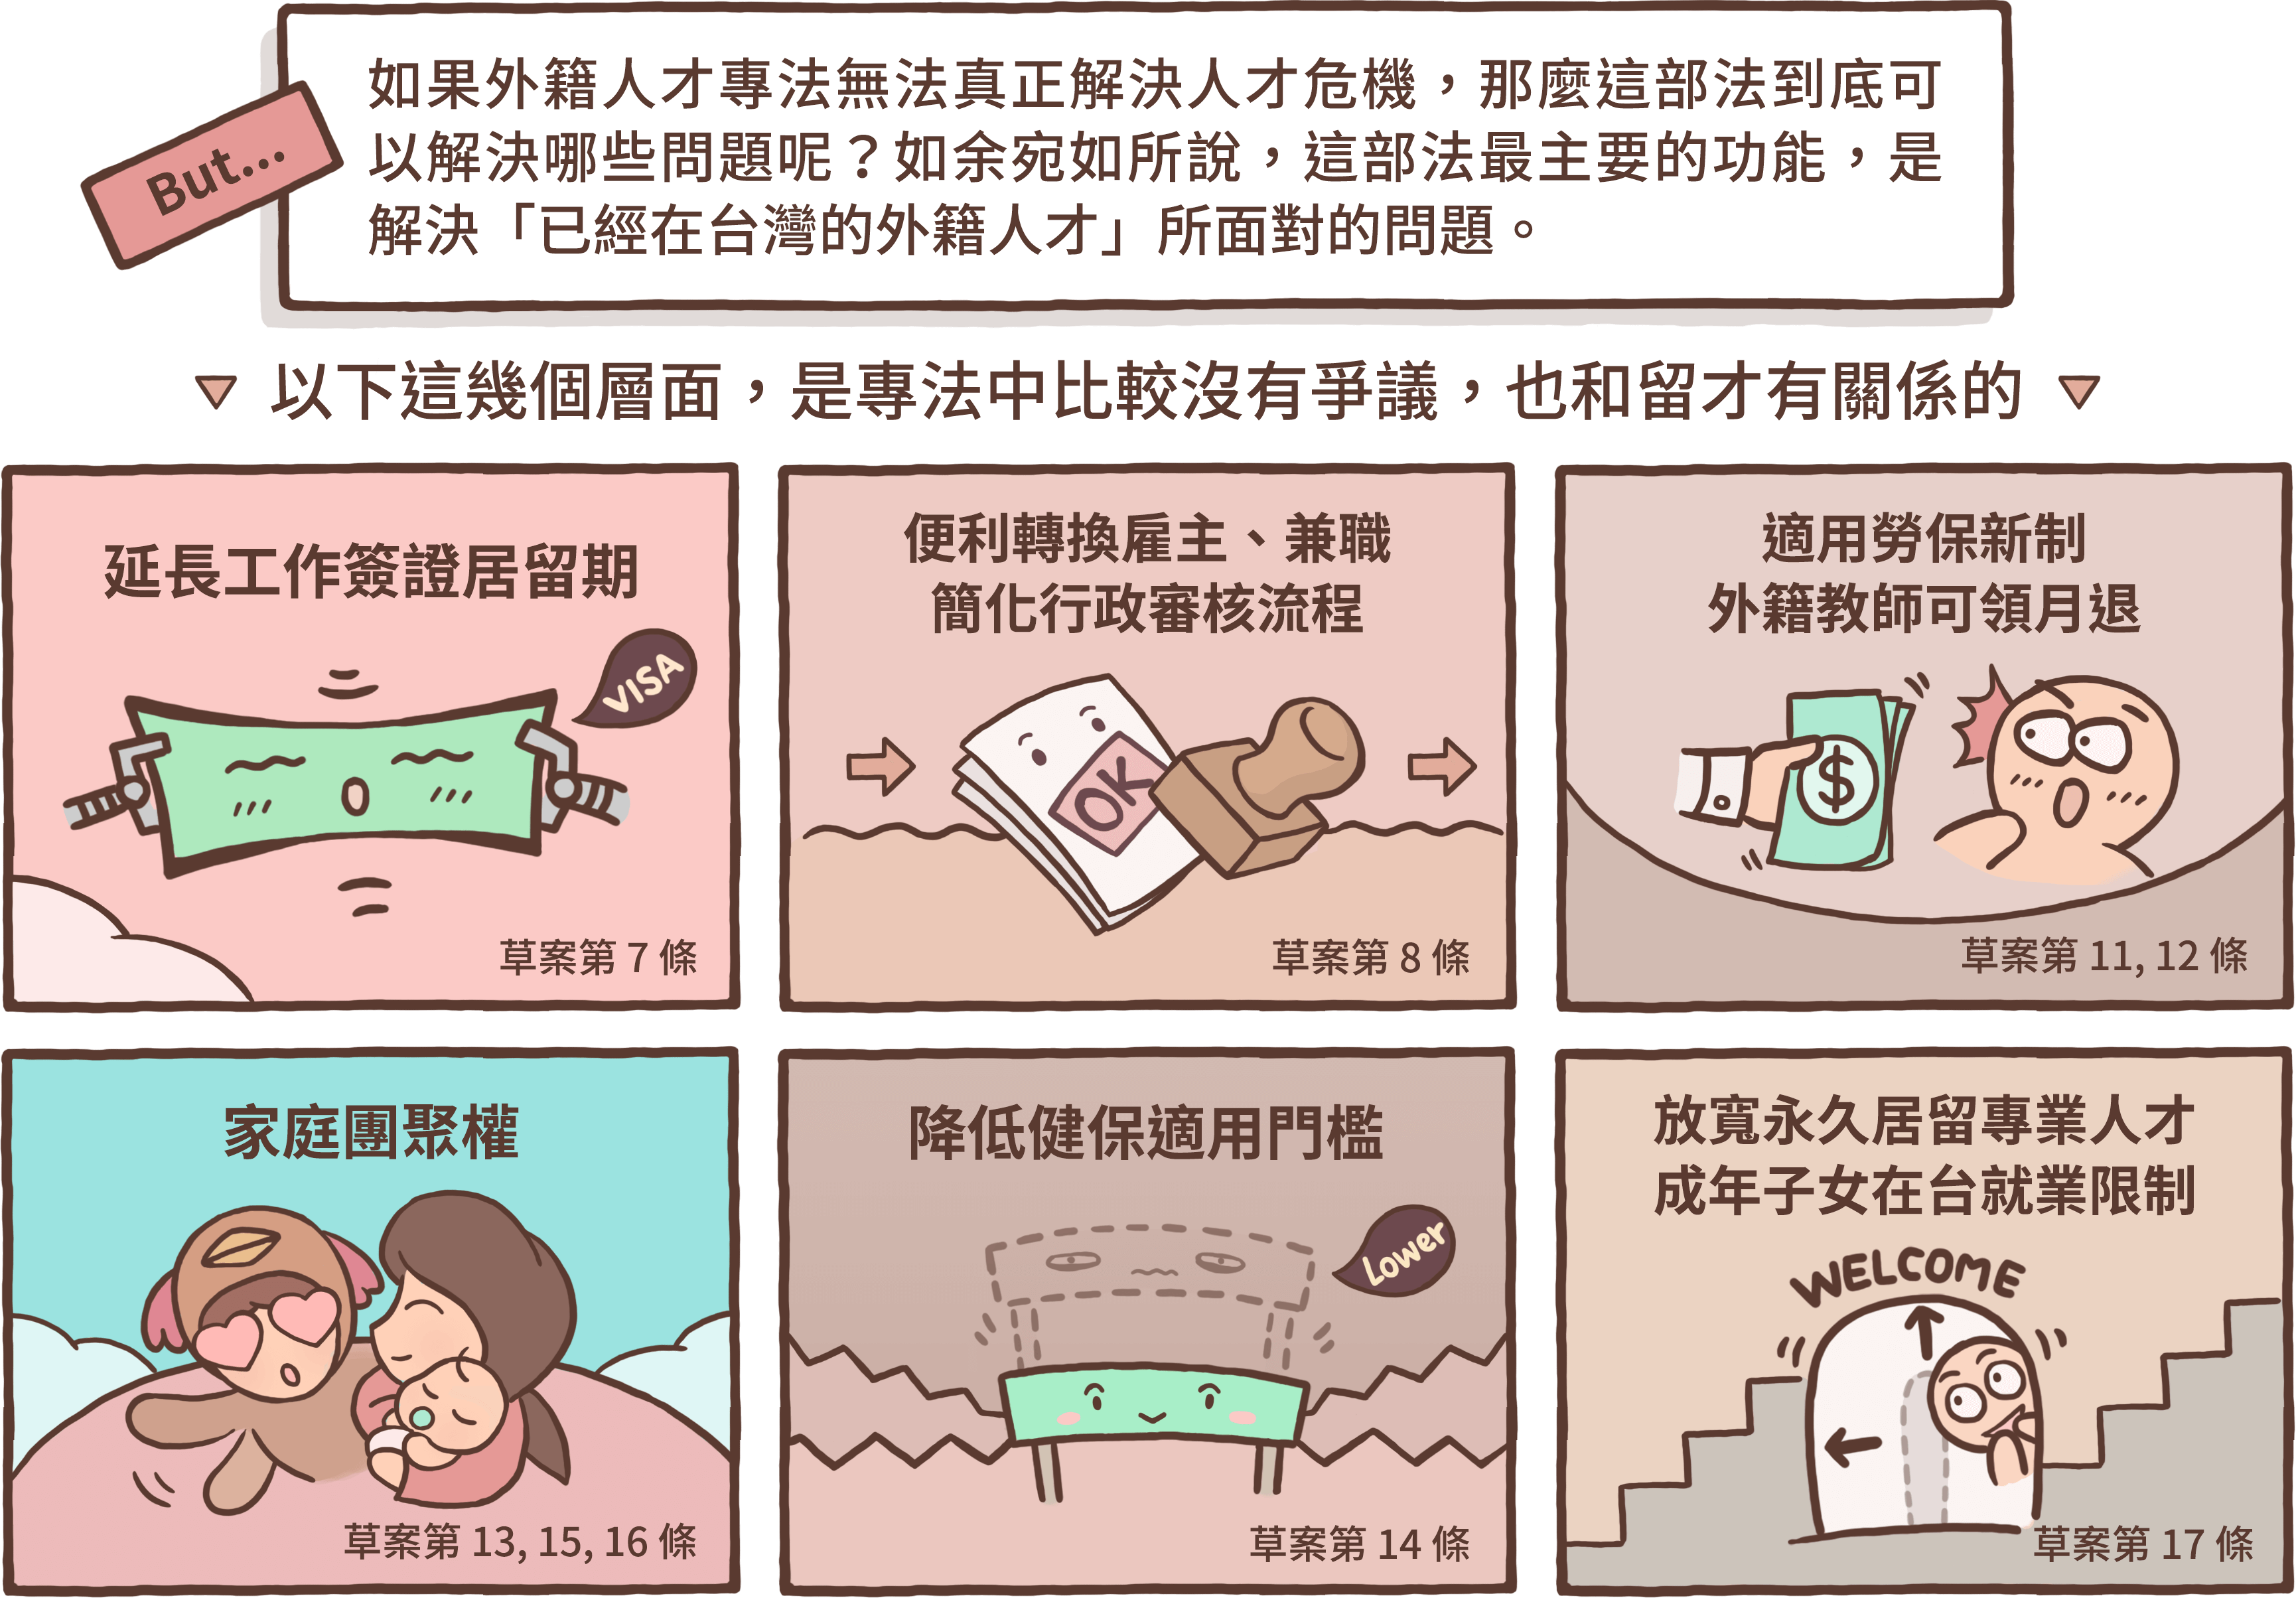 But...
如果外籍人才專法無法真正解決人才危機，那麼這部法到底可
以解決哪些問題呢？如余宛如所說，這部法最主要的功能，是
解決「已經在台灣的外籍人才」所面對的問題。
以下這幾個層面，是專法中比較沒有爭議，也和留才有關係的
延長工作簽證居留期
VISA
草案第 7 條
便利轉換雇主、兼職
簡化行政審核流程
OK
草案第 8 條
適用勞保新制
外籍教師可領月退
$
草案第 11, 12 條
家庭團聚權
草案第 13, 15, 16 條
降低健保適用門檻
Lower
草案第 14 條
放寬永久居留專業人才
成年子女在台就業限制
WELCOME
草案第 17 條